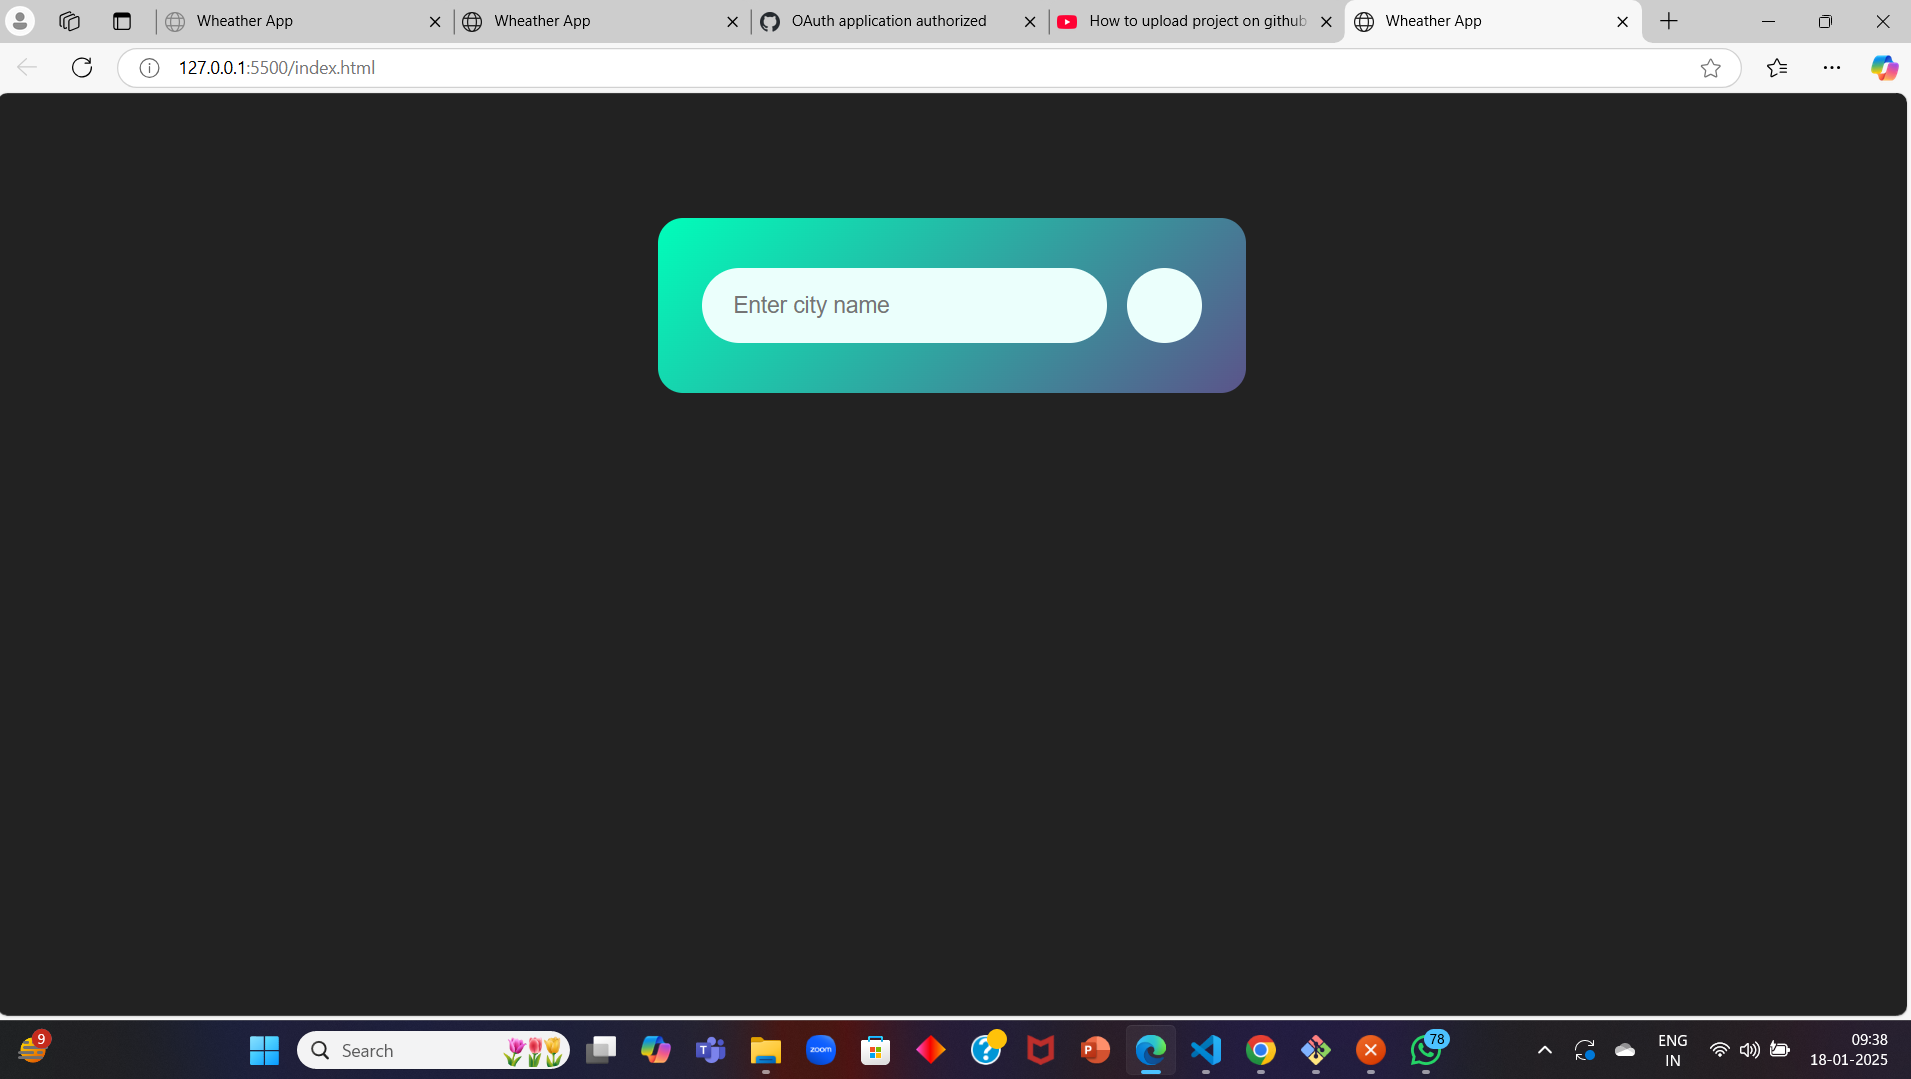 Wheather App
Wheather App
OAuth application authorized
How to upload project on github
Wheather App
127.0.0.1:5500/index.html
Enter city name
9
Search
T
zoom
?
P
78
ENG
IN
09:38
18-01-2025